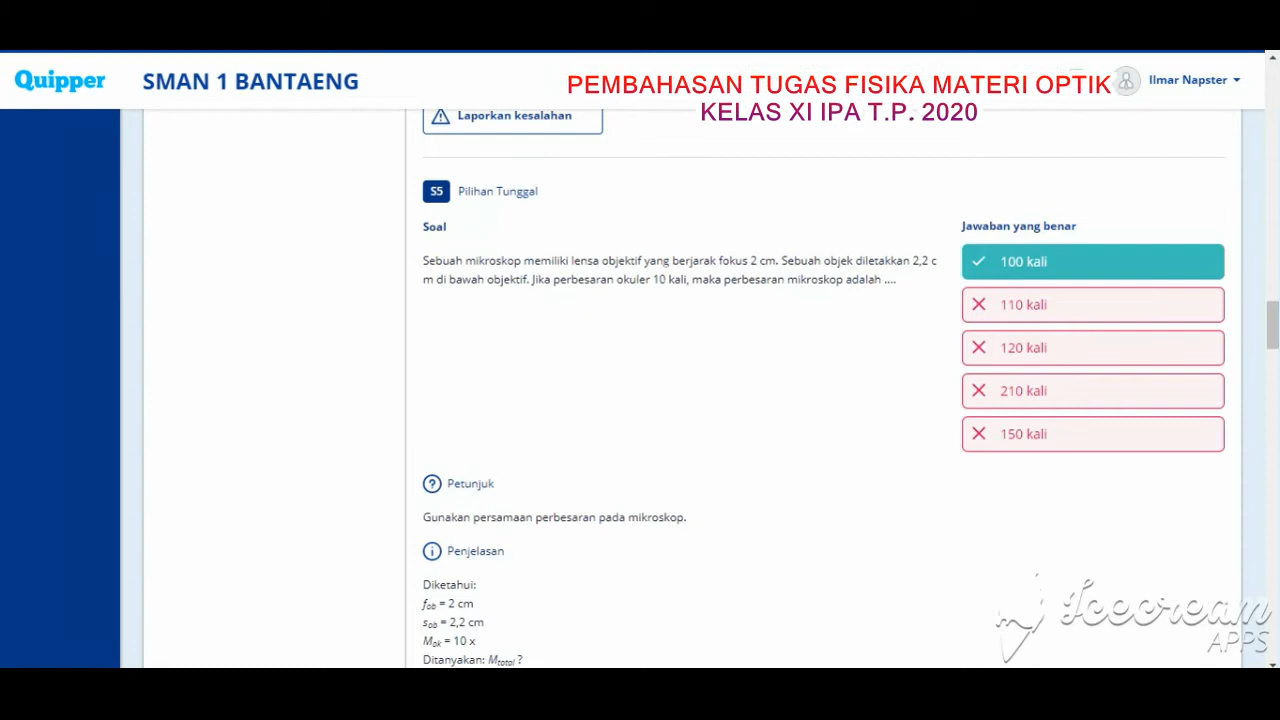 Quipper
SMAN 1 BANTAENG
PEMBAHASAN TUGAS FISIKA MATERI OPTIK
KELAS XI IPA T.P. 2020
Ilmar Napster
Laporkan kesalahan
S5 Pilihan Tunggal
Soal
Sebuah mikroskop memiliki lensa objektif yang berjarak fokus 2 cm. Sebuah objek diletakkan 2,2 c
m di bawah objektif. Jika perbesaran okuler 10 kali, maka perbesaran mikroskop adalah ....
Jawaban yang benar
100 kali
110 kali
120 kali
210 kali
150 kali
Petunjuk
Gunakan persamaan perbesaran pada mikroskop.
Penjelasan
Diketahui:
fob = 2 cm
sob = 2,2 cm
Mok = 10 x
Ditanyakan: Mtotal ?
Icecream
APPS